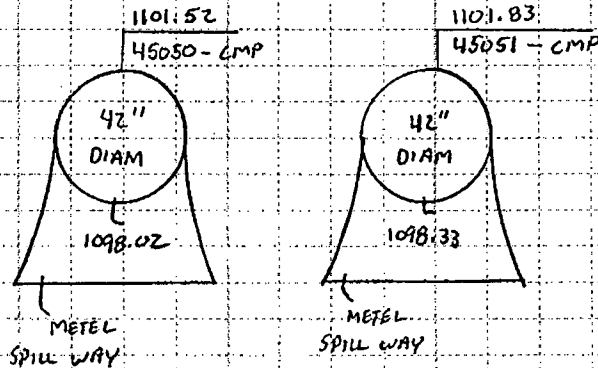 1101.52
45050 - CMP
42"
DIAM
1098.02
METEL
SPILL WAY
1101.83
45051 - CMP
42"
DIAM
1098.33
METEL
SPILL WAY